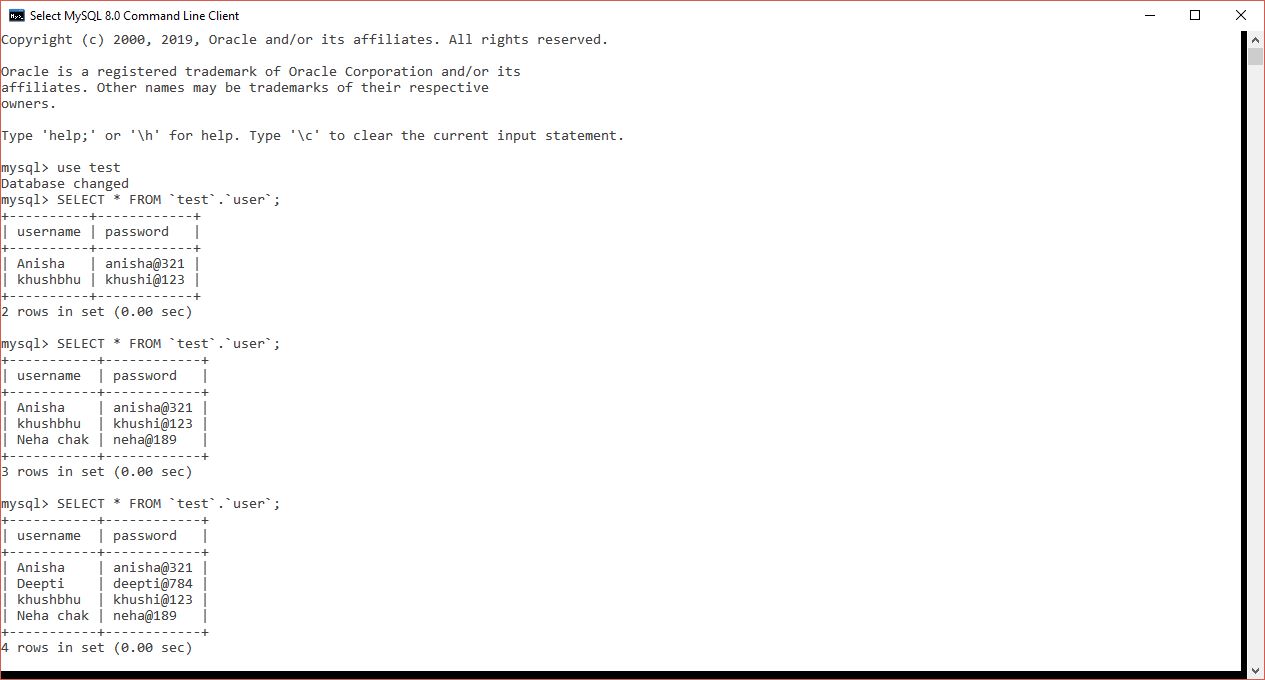 Select MySQL 8.0 Command Line Client
Copyright (c) 2000, 2019, Oracle and/or its affiliates. All rights reserved.
Oracle is a registered trademark of Oracle Corporation and/or its
affiliates. Other names may be trademarks of their respective
owners.
Type 'help;' or '\h' for help. Type '\c' to clear the current input statement.
mysql> use test
Database changed
mysql> SELECT * FROM `test`.`user`;
+----------+------------+
| username | password   |
+----------+------------+
| Anisha   | anisha@321 |
| khushbhu | khushi@123 |
+----------+------------+
2 rows in set (0.00 sec)
mysql> SELECT * FROM `test`.`user`;
+-----------+------------+
| username  | password   |
+-----------+------------+
| Anisha    | anisha@321 |
| khushbhu  | khushi@123 |
| Neha chak | neha@189   |
+-----------+------------+
3 rows in set (0.00 sec)
mysql> SELECT * FROM `test`.`user`;
+-----------+------------+
| username  | password   |
+-----------+------------+
| Anisha    | anisha@321 |
| Deepti    | deepti@784 |
| khushbhu  | khushi@123 |
| Neha chak | neha@189   |
+-----------+------------+
4 rows in set (0.00 sec)